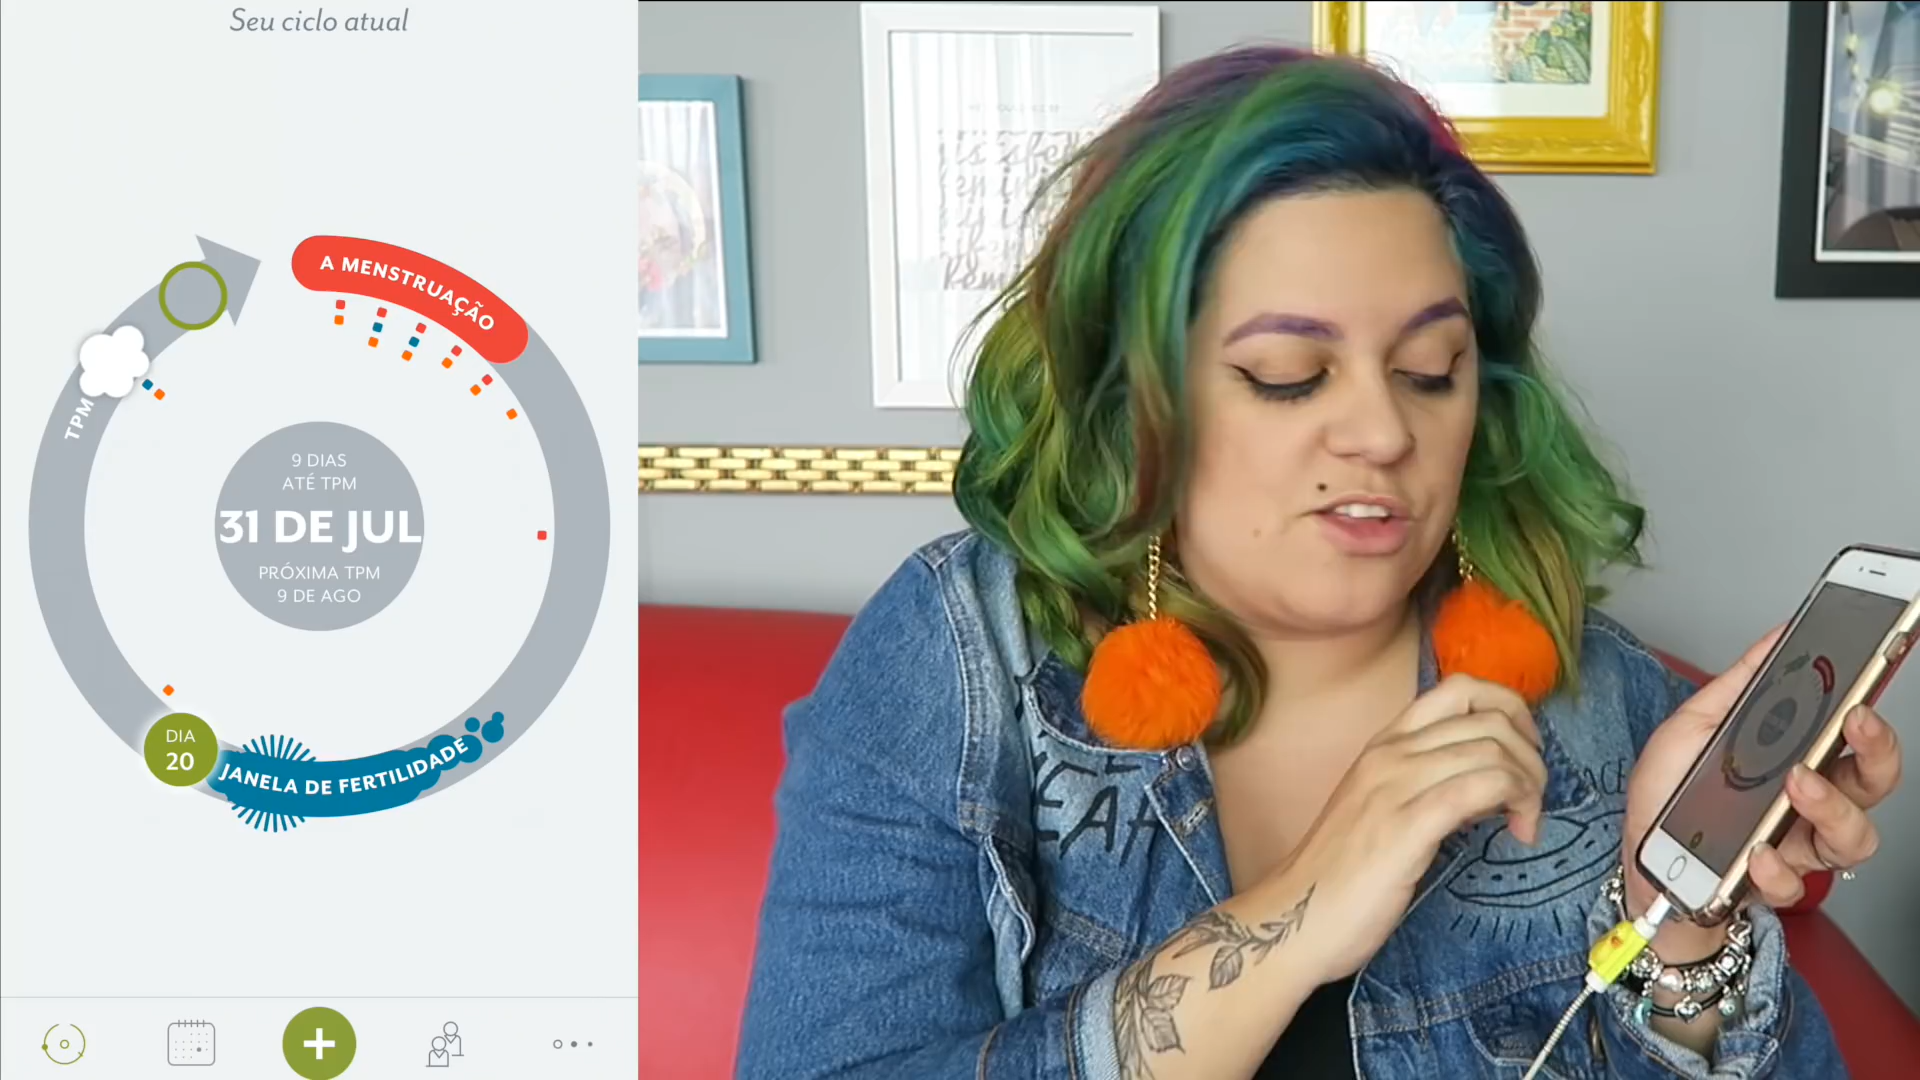 Seu ciclo atual
A MENSTRUAÇÃO
TPM
9 DIAS
ATÉ TPM
31 DE JUL
PRÓXIMA TPM
9 DE AGO
DIA
20
JANELA DE FERTILIDADE